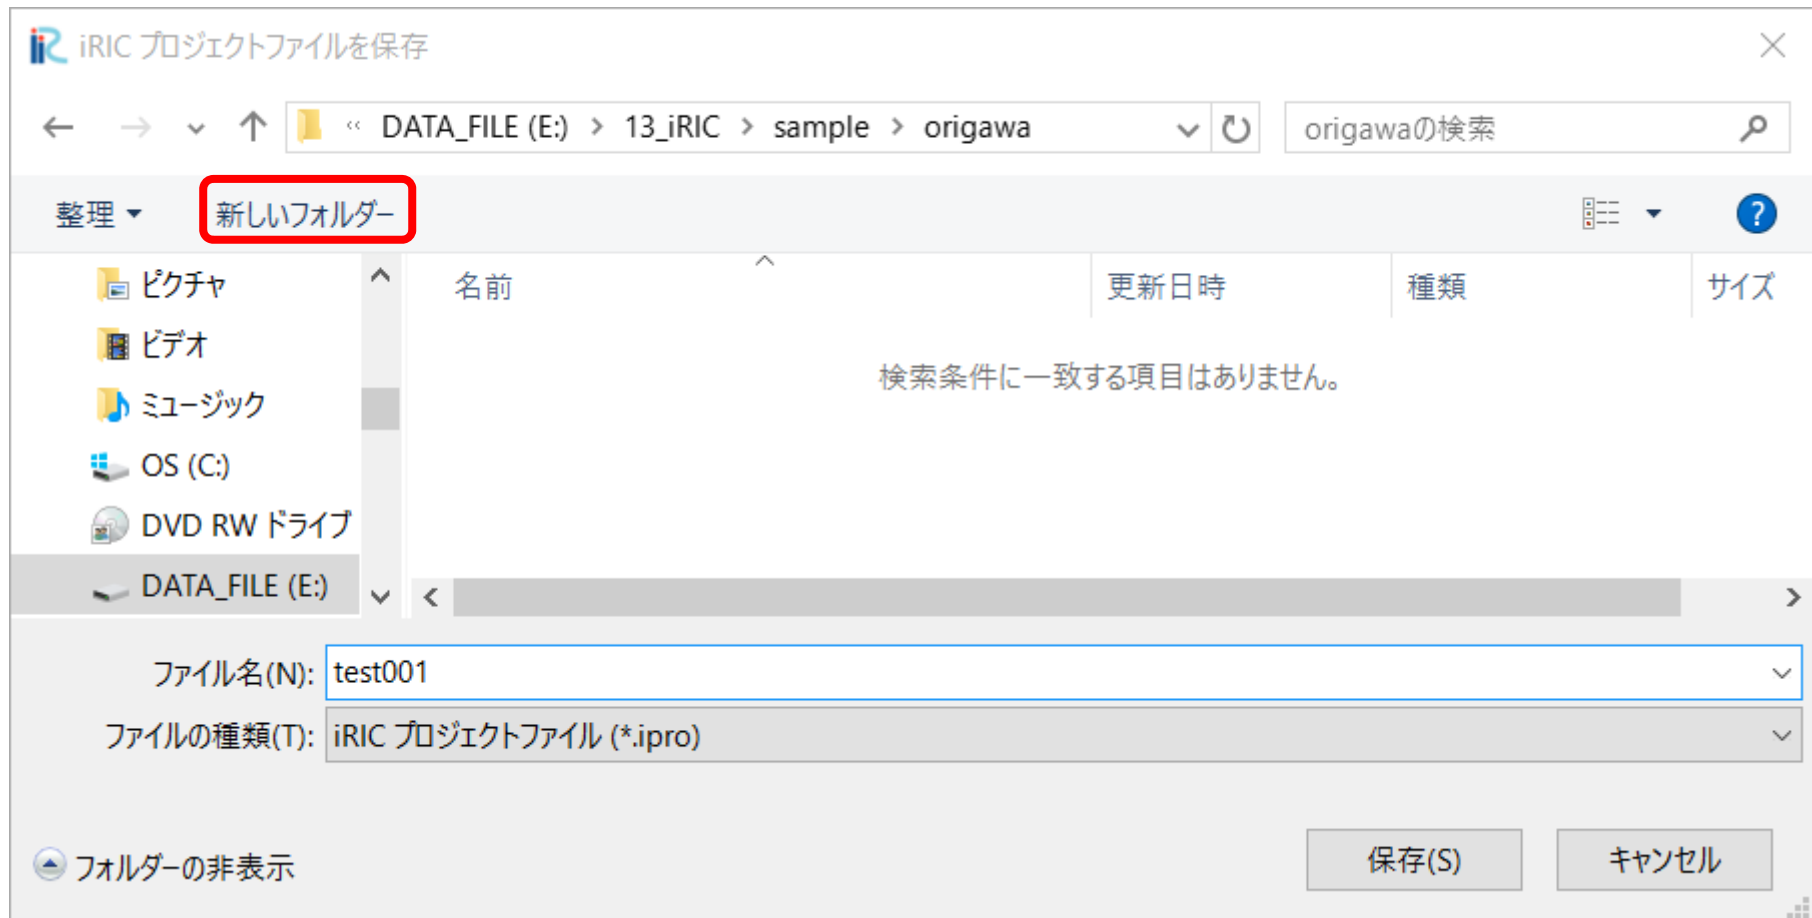 iRIC プロジェクトファイルを保存
« DATA_FILE (E:) > 13_iRIC > sample > origawa
origawaの検索
整理 新しいフォルダー
?
ピクチャ
ビデオ
ミュージック
OS (C:)
DVD RW ドライブ
DATA_FILE (E:)
名前 更新日時 種類 サイズ
検索条件に一致する項目はありません。
ファイル名(N): test001
ファイルの種類(T): iRIC プロジェクトファイル (*.ipro)
フォルダーの非表示
保存(S) キャンセル